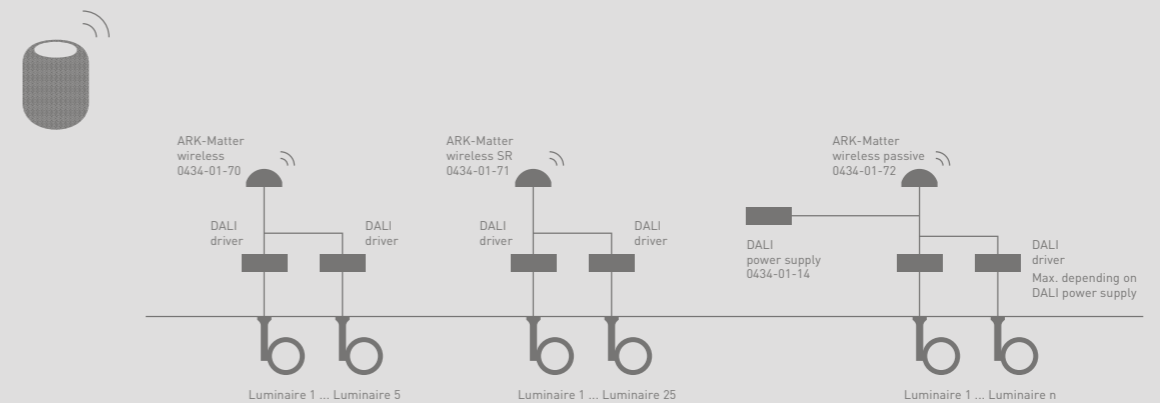 ARK-Matter
wireless
0434-01-70
DALI
driver
DALI
driver
Luminaire 1 ... Luminaire 5
ARK-Matter
wireless SR
0434-01-71
DALI
driver
DALI
driver
Luminaire 1 ... Luminaire 25
ARK-Matter
wireless passive
0434-01-72
DALI
power supply
0434-01-14
DALI
driver
Max. depending on
DALI power supply
Luminaire 1 ... Luminaire n